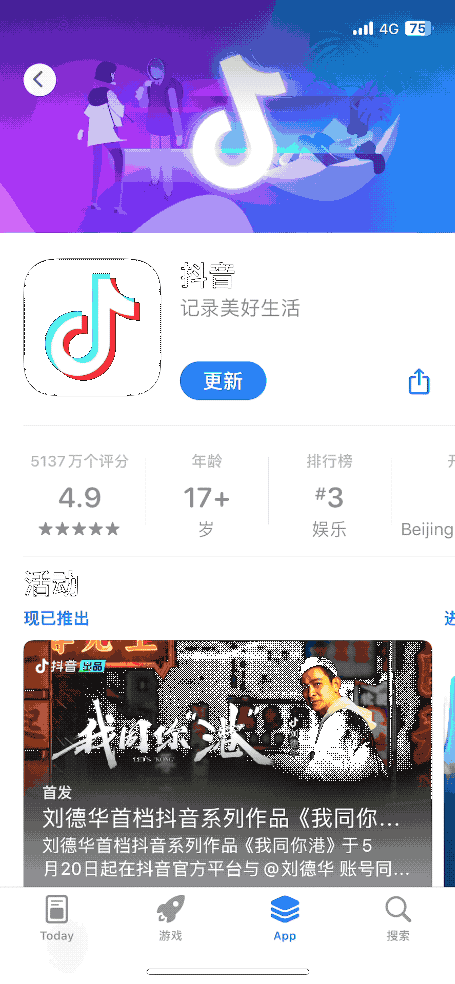 4G 75
抖音
记录美好生活
更新
5137万个评分 年龄 排行榜
4.9 17+ #3
岁 娱乐 Beijing
活动
现已推出
抖音 出品
我同你港
LET'S KONG
首发
刘德华首档抖音系列作品《我同你…
刘德华首档抖音系列作品《我同你港》于5
月20日起在抖音官方平台与 @刘德华 账号同…
Today 游戏 App 搜索